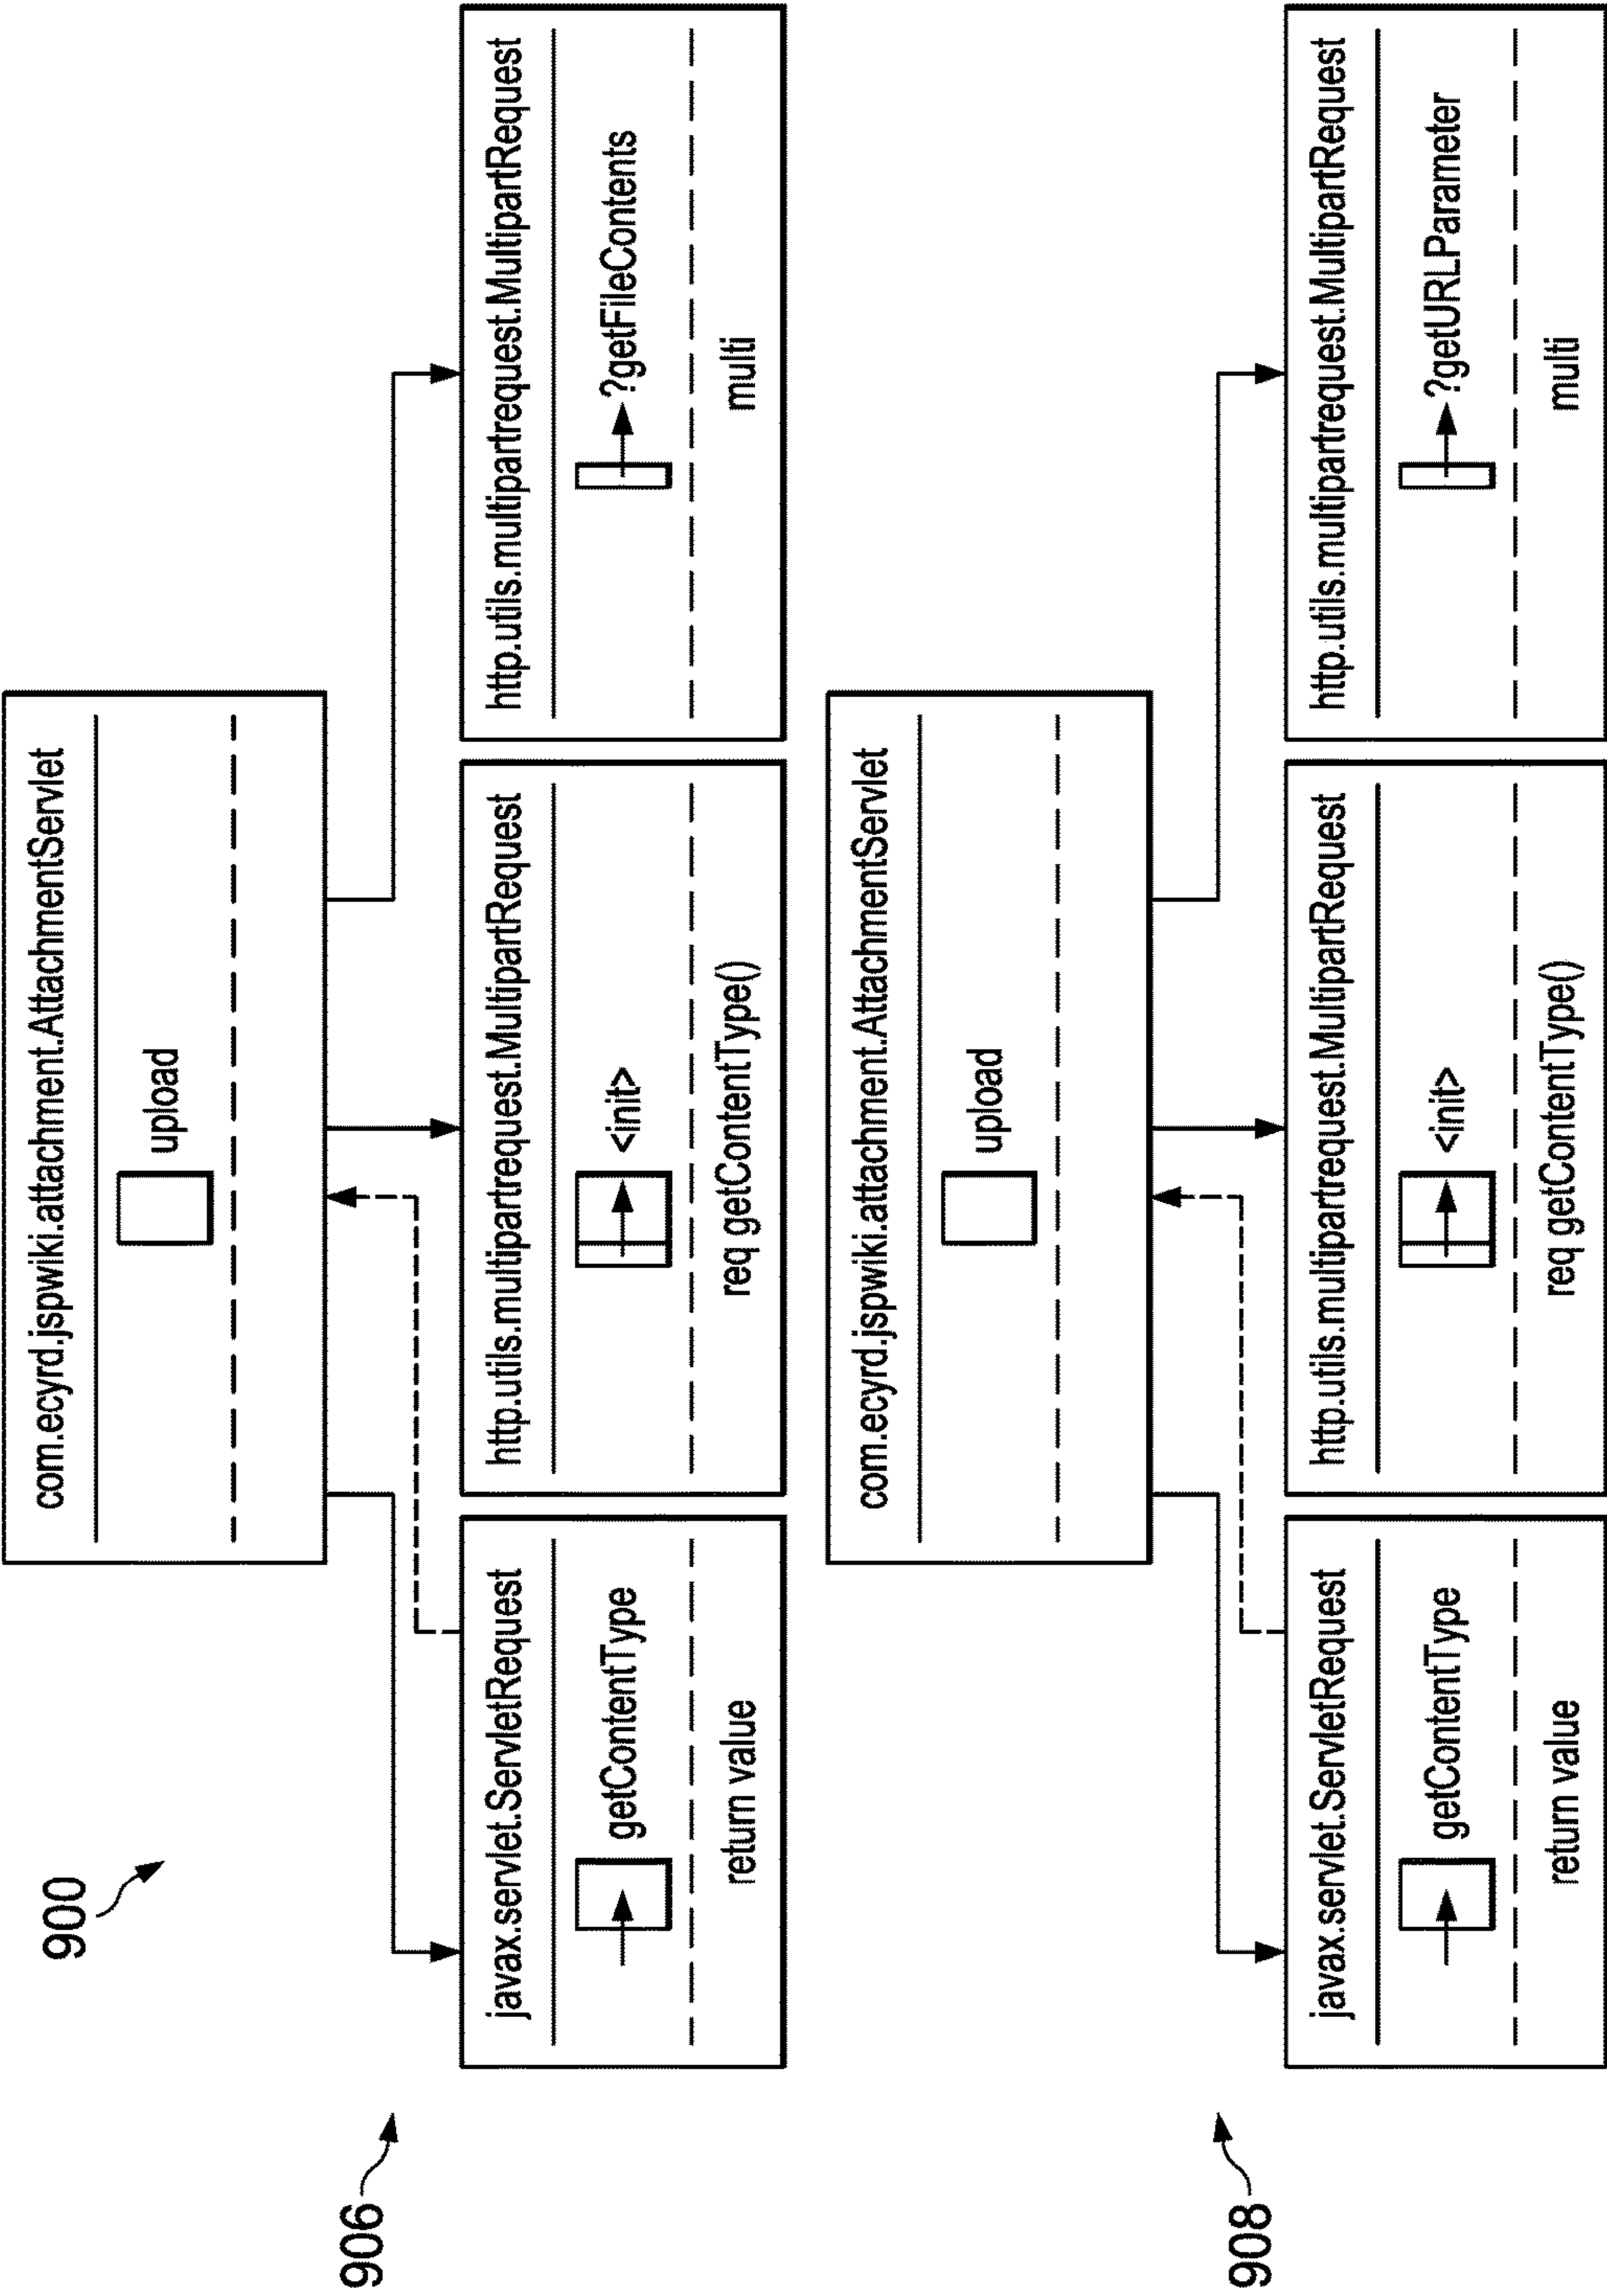 900
906
com.ecyrd.jspwiki.attachment.AttachmentServlet
upload
javax.servlet.ServletRequest
getContentType
return value
http.utils.multipartrequest.MultipartRequest
<init>
req getContentType()
http.utils.multipartrequest.MultipartRequest
?getFileContents
multi
908
com.ecyrd.jspwiki.attachment.AttachmentServlet
upload
javax.servlet.ServletRequest
getContentType
return value
http.utils.multipartrequest.MultipartRequest
<init>
req getContentType()
http.utils.multipartrequest.MultipartRequest
?getURLParameter
multi